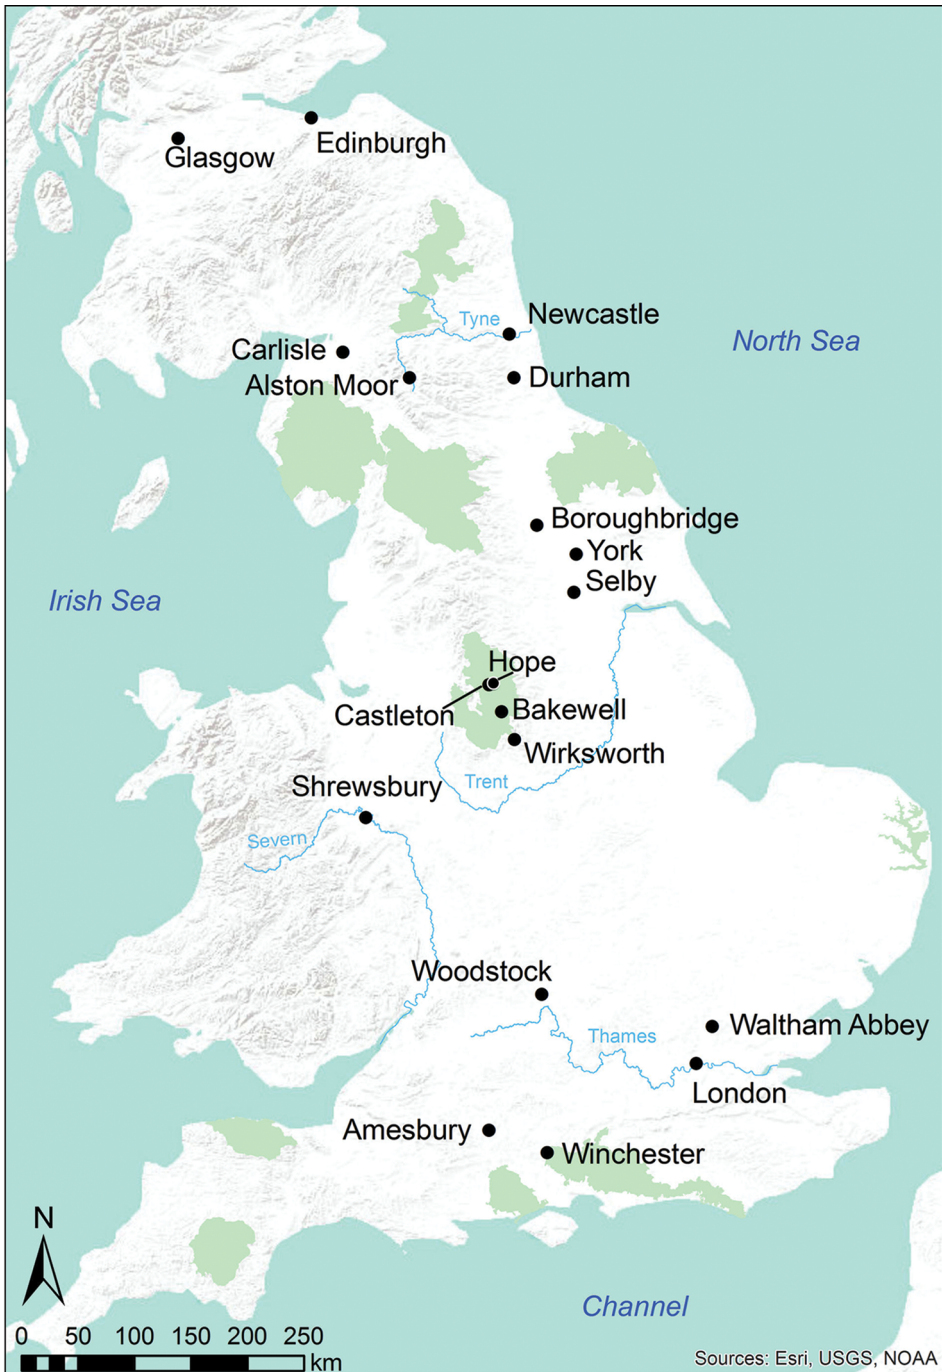 Edinburgh
Glasgow
Tyne
Newcastle
North Sea
Carlisle
Alston Moor
Durham
Boroughbridge
York
Selby
Irish Sea
Hope
Castleton
Bakewell
Wirksworth
Trent
Shrewsbury
Severn
Woodstock
Waltham Abbey
Thames
London
Amesbury
Winchester
N
Channel
0 50 100 150 200 250
km
Sources: Esri, USGS, NOAA